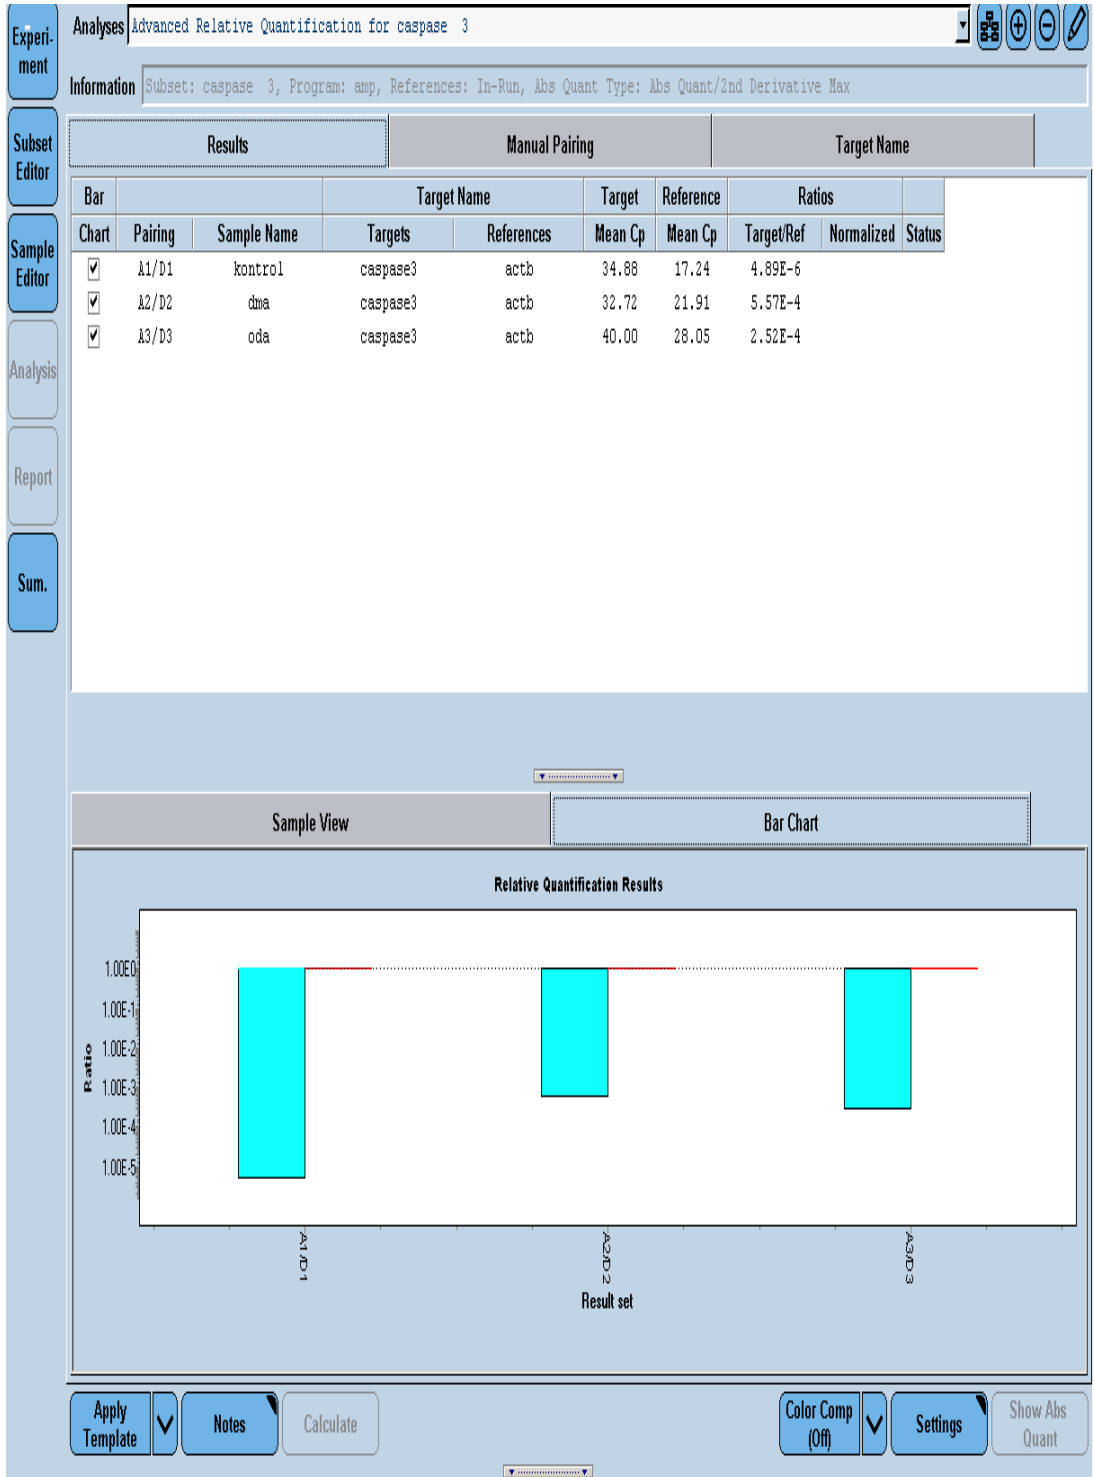 Experi-
ment
Analyses Advanced Relative Quantification for caspase 3
Information Subset: caspase 3, Program: amp, References: In-Run, Abs Quant Type: Abs Quant/2nd Derivative Max
Subset
Editor
Sample
Editor
Analysis
Report
Sum.
Results Manual Pairing Target Name
Bar Target Name Target Reference Ratios
Chart Pairing Sample Name Targets References Mean Cp Mean Cp Target/Ref Normalized Status
A1/D1 kontrol caspase3 actb 34.88 17.24 4.89E-6
A2/D2 dma caspase3 actb 32.72 21.91 5.57E-4
A3/D3 oda caspase3 actb 40.00 28.05 2.52E-4
Sample View Bar Chart
Relative Quantification Results
1.00E0
1.00E-1
1.00E-2
1.00E-3
1.00E-4
1.00E-5
Ratio
A1/D1
A2/D2
A3/D3
Result set
Apply
Template
Notes
Calculate
Color Comp
(Off)
Settings
Show Abs
Quant